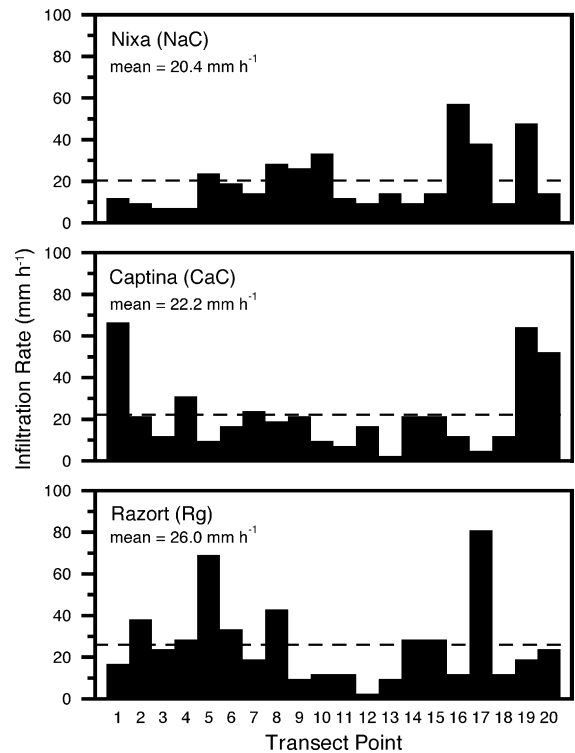 Infiltration Rate (mm h-1)
100
80
60
40
20
0
Nixa (NaC)
mean = 20.4 mm h-1
100
80
60
40
20
0
Captina (CaC)
mean = 22.2 mm h-1
100
80
60
40
20
0
Razort (Rg)
mean = 26.0 mm h-1
1 2 3 4 5 6 7 8 9 10 11 12 13 14 15 16 17 18 19 20
Transect Point